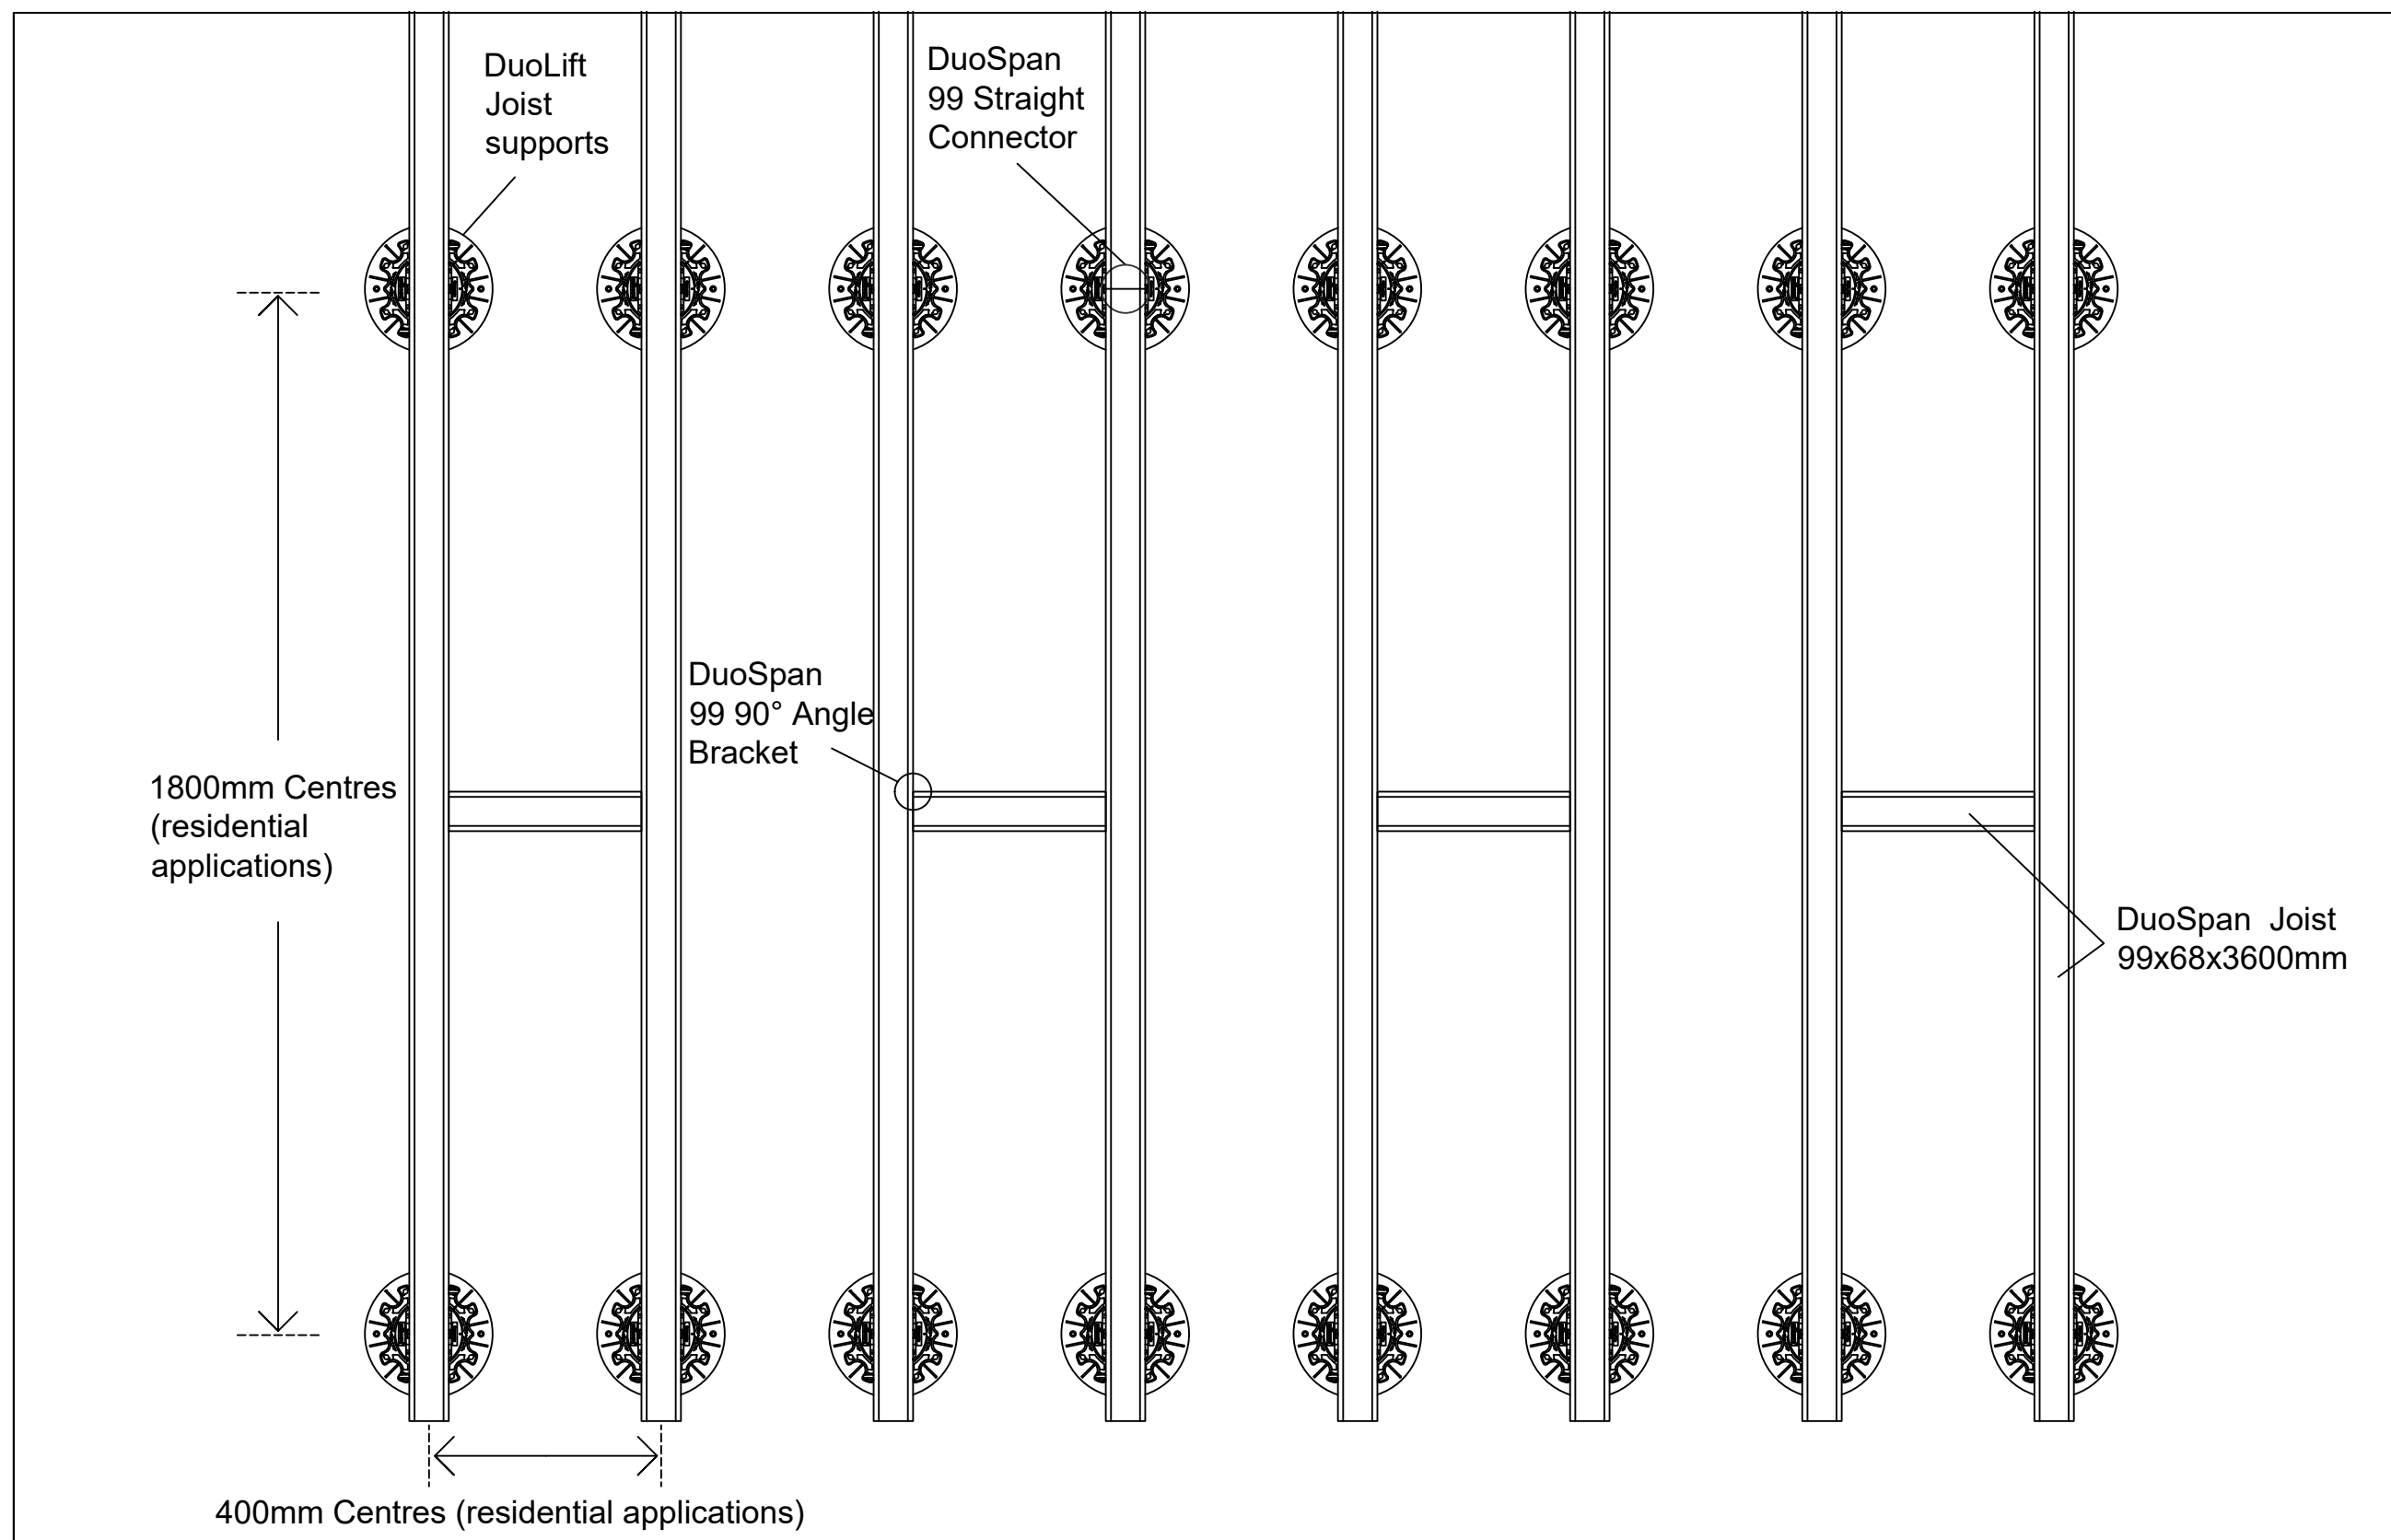 DuoLift
Joist
supports
DuoSpan
99 Straight
Connector
DuoSpan
99 90° Angle
Bracket
1800mm Centres
(residential
applications)
DuoSpan  Joist
99x68x3600mm
400mm Centres (residential applications)